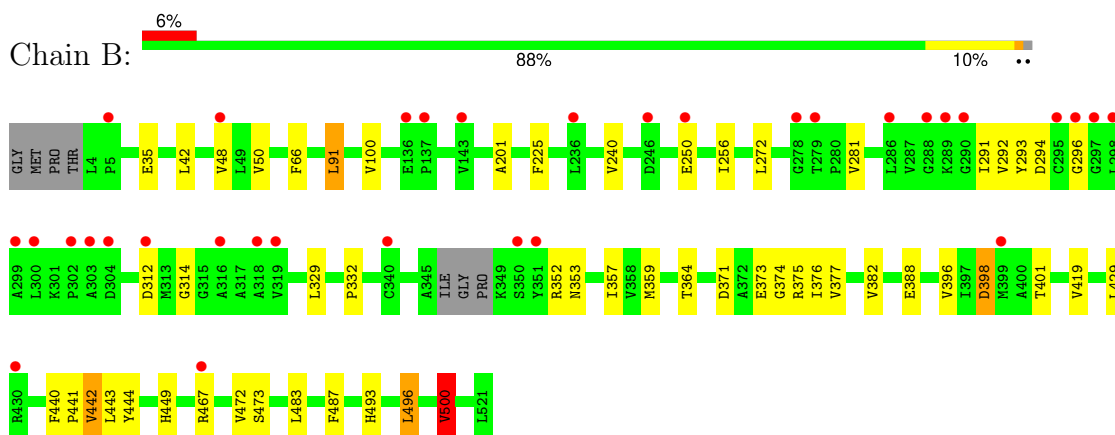 6%
Chain B:
88% 10% ••
GLY MET PRO THR L4 P5 E35 L42 V48 L49 V50 F66 L91 V100 E136 P137 V143 A201 F225 L236 V240 D246 E250 I256 L272 G278 T279 P280 V281 L286 V287 G288 K289 G290 I291 V292 Y293 D294 C295 G296 G297 L298
A299 L300 K301 P302 A303 D304 D312 M313 G314 G315 A316 A317 A318 V319 L329 P332 C340 A345 ILE GLY PRO K349 S350 Y351 R352 N353 I357 V358 M359 T364 D371 A372 E373 G374 R375 I376 V377 V382 E388 V396 I397 D398 M399 A400 T401 V419 L429
R430 F440 P441 V442 L443 Y444 H449 R467 V472 S473 L483 F487 H493 L496 V500 L521